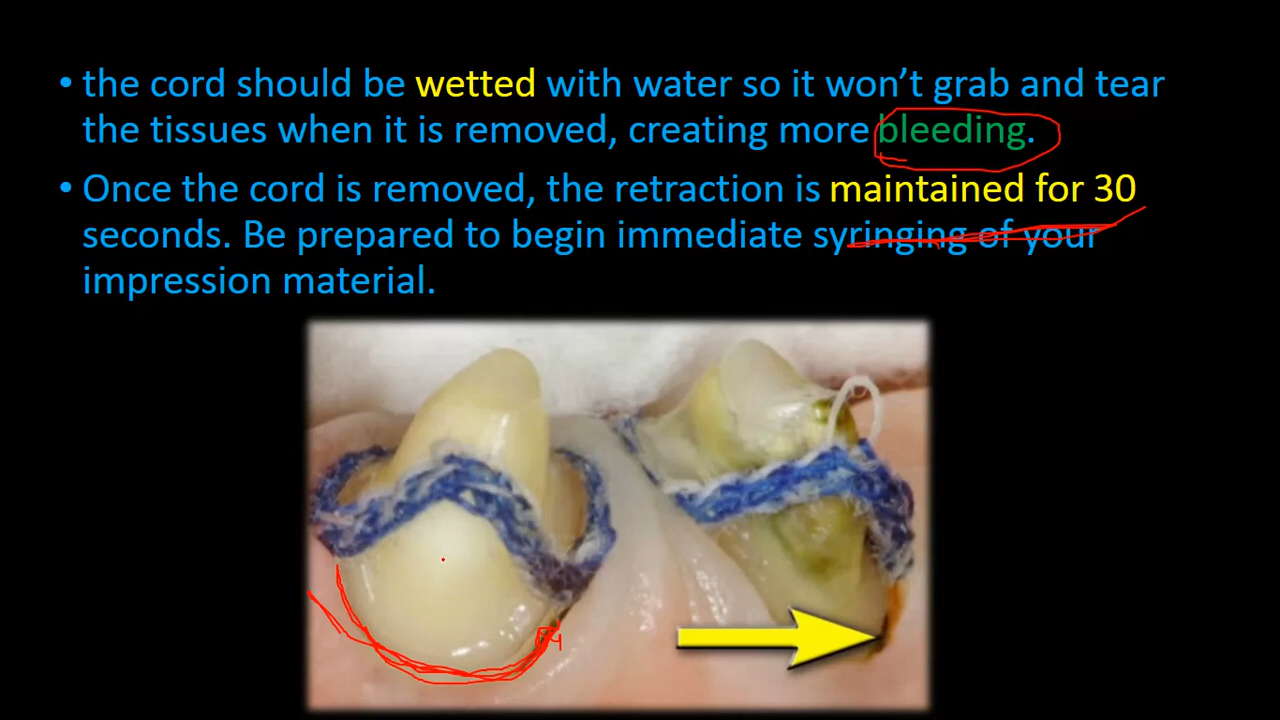 • the cord should be wetted with water so it won’t grab and tear
the tissues when it is removed, creating more bleeding.
• Once the cord is removed, the retraction is maintained for 30
seconds. Be prepared to begin immediate syringing of your
impression material.